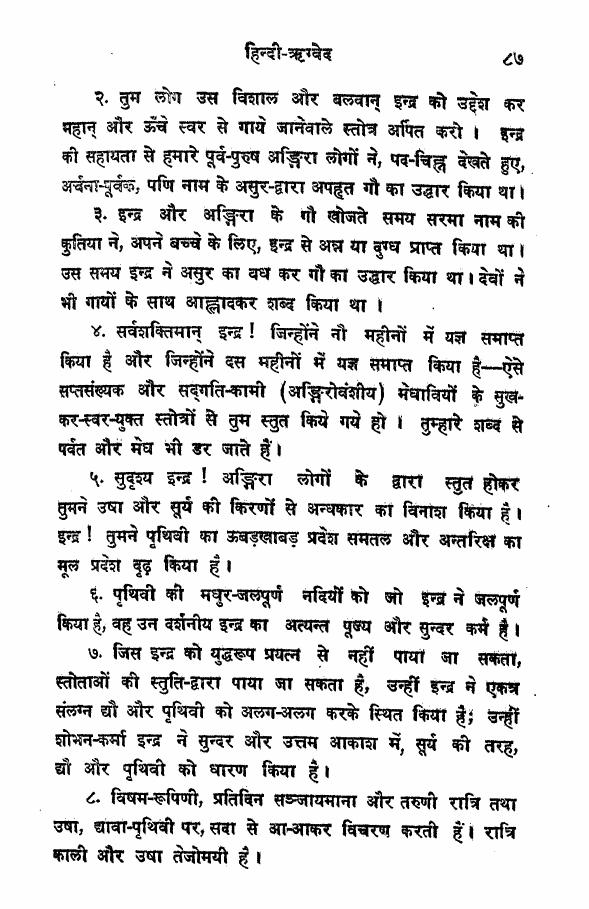 हिन्दी-ऋग्वेद ८७
२. तुम लोग उस विशाल और बलवान् इन्द्र को उद्देश कर
महान् और ऊँचे स्वर से गाये जानेवाले स्तोत्र अर्पित करो । इन्द्र
की सहायता से हमारे पूर्व-पुरुष अङ्गिरा लोगों ने, पद-चिह्न देखते हुए,
अर्चना-पूर्वक, पणि नाम के असुर-द्वारा अपहृत गौ का उद्धार किया था।
३. इन्द्र और अङ्गिरा के गौ खोजते समय सरमा नाम की
कुतिया ने, अपने बच्चे के लिए, इन्द्र से अन्न या दुग्ध प्राप्त किया था।
उस समय इन्द्र ने असुर का वध कर गौ का उद्धार किया था। देवों ने
भी गायों के साथ आह्लादकर शब्द किया था ।
४. सर्वशक्तिमान् इन्द्र ! जिन्होंने नौ महीनों में यज्ञ समाप्त
किया है और जिन्होंने दस महीनों में यज्ञ समाप्त किया है—ऐसे
सप्तसंख्यक और सद्गति-कामी (अङ्गिरोवंशीय) मेधावियों के सुख-
कर-स्वर-युक्त स्तोत्रों से तुम स्तुत किये गये हो । तुम्हारे शब्द से
पर्वत और मेघ भी डर जाते हैं।
५. सुदृश्य इन्द्र ! अङ्गिरा लोगों के द्वारा स्तुत होकर
तुमने उषा और सूर्य की किरणों से अन्धकार का विनाश किया है।
इन्द्र ! तुमने पृथिवी का ऊबड़खाबड़ प्रदेश समतल और अन्तरिक्ष का
मूल प्रदेश दृढ़ किया है।
६. पृथिवी की मधुर-जलपूर्ण नदियों को जो इन्द्र ने जलपूर्ण
किया है, वह उन दर्शनीय इन्द्र का अत्यन्त पूज्य और सुन्दर कर्म है।
७. जिस इन्द्र को युद्धरूप प्रयत्न से नहीं पाया जा सकता,
स्तोताओं की स्तुति-द्वारा पाया जा सकता है, उन्हीं इन्द्र ने एकत्र
संलग्न द्यौ और पृथिवी को अलग-अलग करके स्थित किया है; उन्हीं
शोभन-कर्मा इन्द्र ने सुन्दर और उत्तम आकाश में, सूर्य की तरह,
द्यौ और पृथिवी को धारण किया है।
८. विषम-रूपिणी, प्रतिदिन सञ्जायमाना और तरुणी रात्रि तथा
उषा, द्यावा-पृथिवी पर, सदा से आ-आकर विचरण करती हैं। रात्रि
काली और उषा तेजोमयी है।